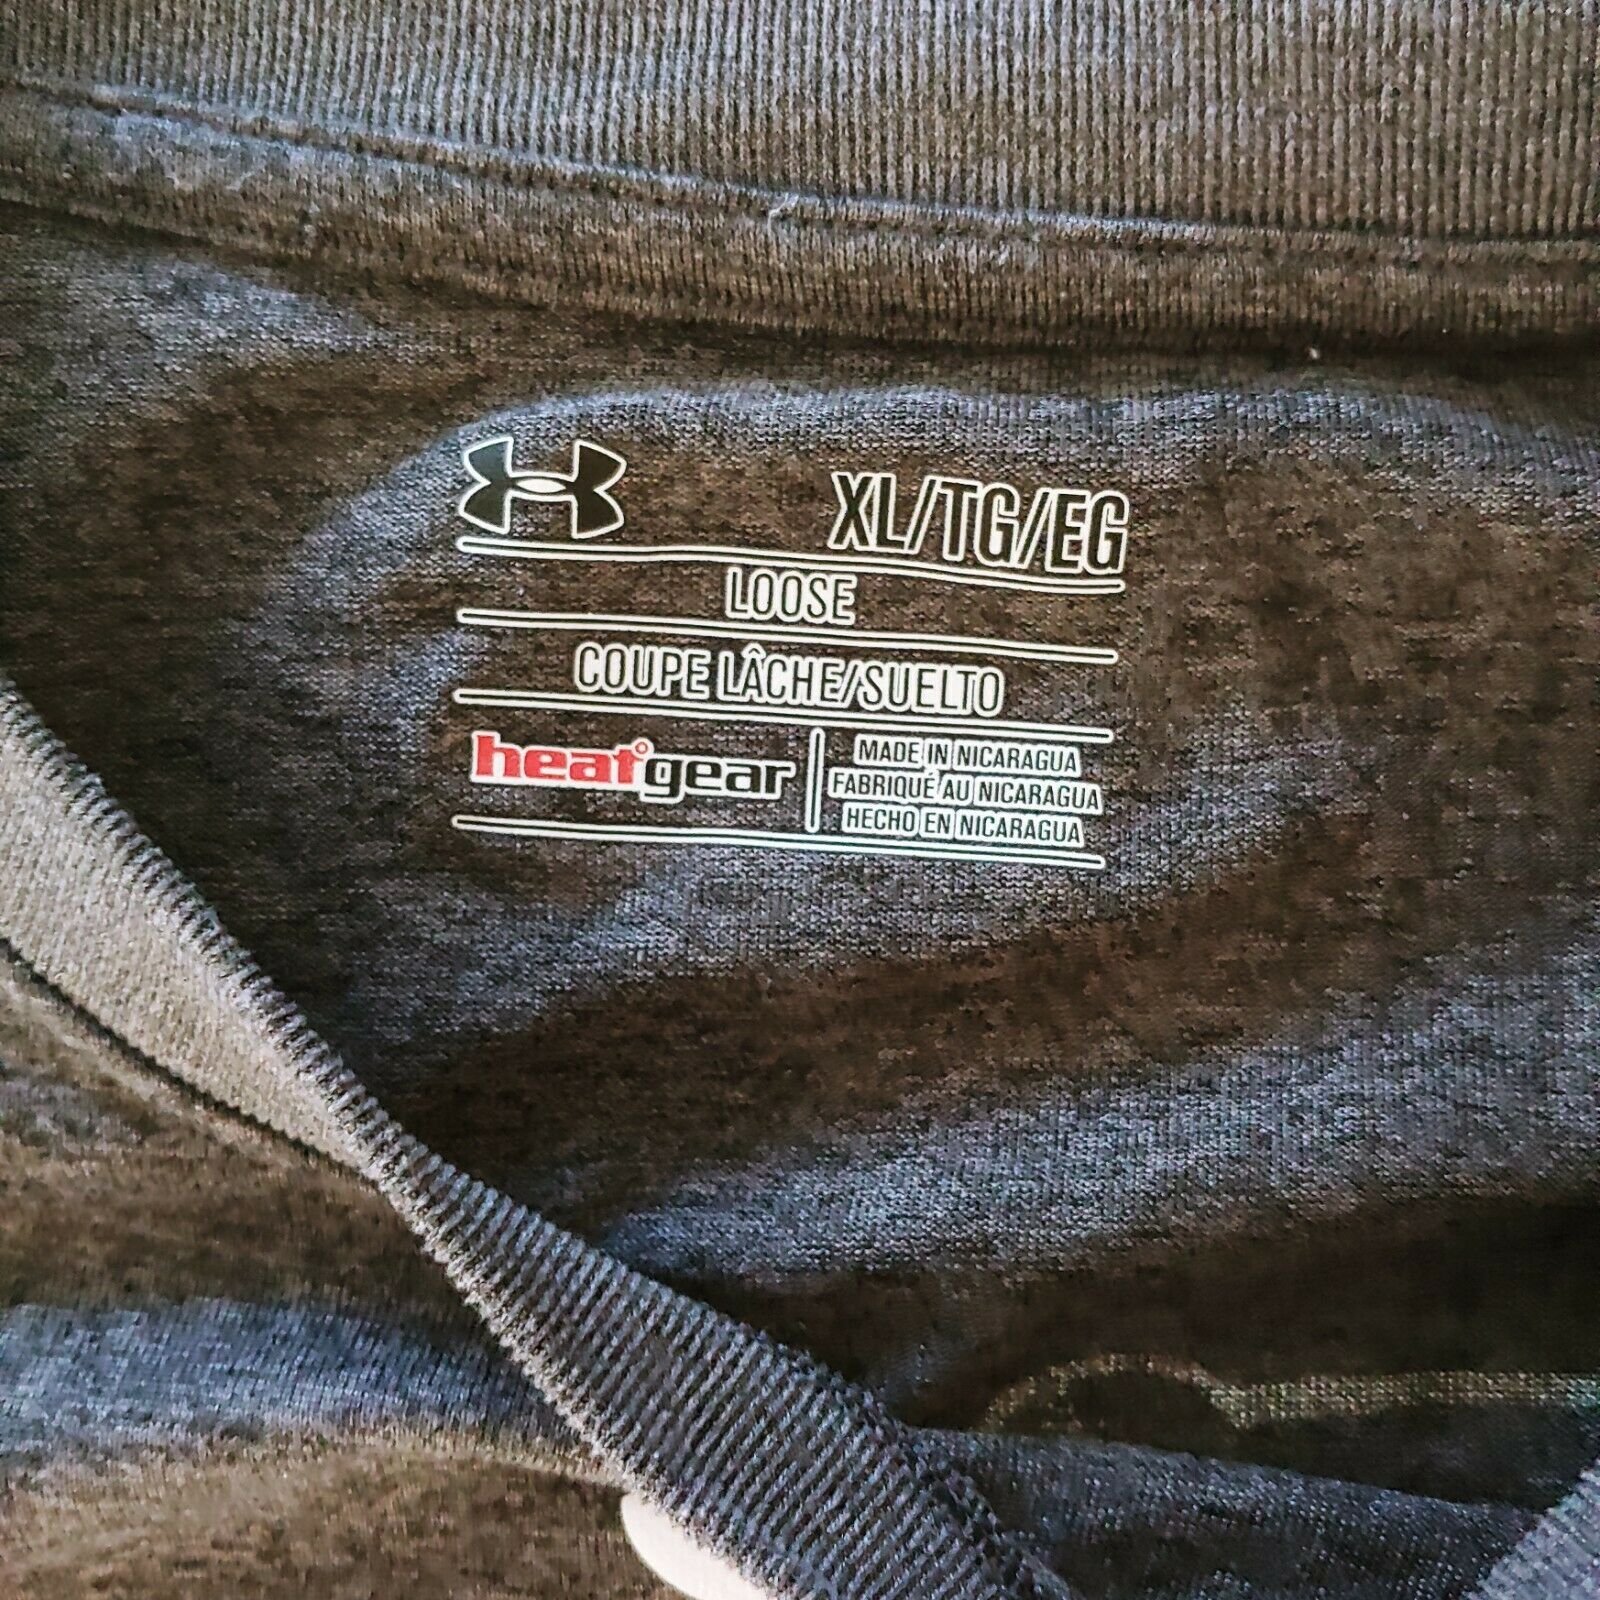 XL/TG/EG
LOOSE
COUPE LÂCHE/SUELTO
heatgear
MADE IN NICARAGUA
FABRIQUÉ AU NICARAGUA
HECHO EN NICARAGUA